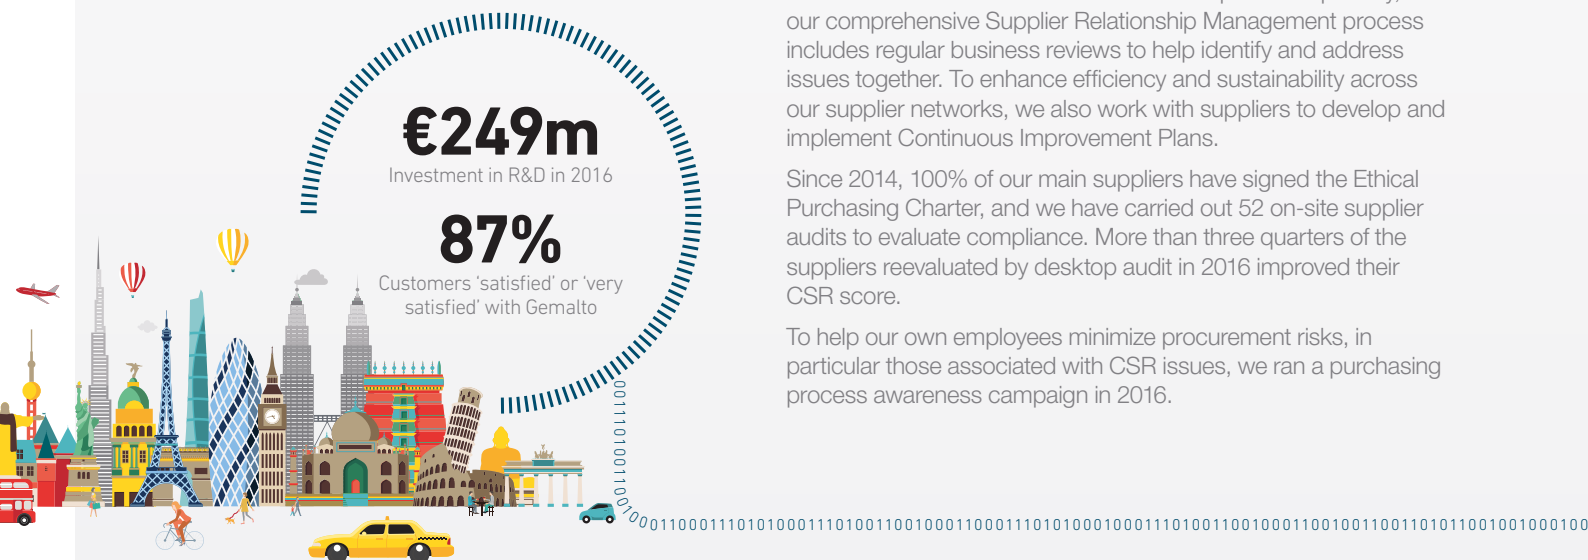 €249m
Investment in R&D in 2016
87%
Customers ‘satisfied’ or ‘very
satisfied’ with Gemalto
our comprehensive Supplier Relationship Management process
includes regular business reviews to help identify and address
issues together. To enhance efficiency and sustainability across
our supplier networks, we also work with suppliers to develop and
implement Continuous Improvement Plans.
Since 2014, 100% of our main suppliers have signed the Ethical
Purchasing Charter, and we have carried out 52 on-site supplier
audits to evaluate compliance. More than three quarters of the
suppliers reevaluated by desktop audit in 2016 improved their
CSR score.
To help our own employees minimize procurement risks, in
particular those associated with CSR issues, we ran a purchasing
process awareness campaign in 2016.